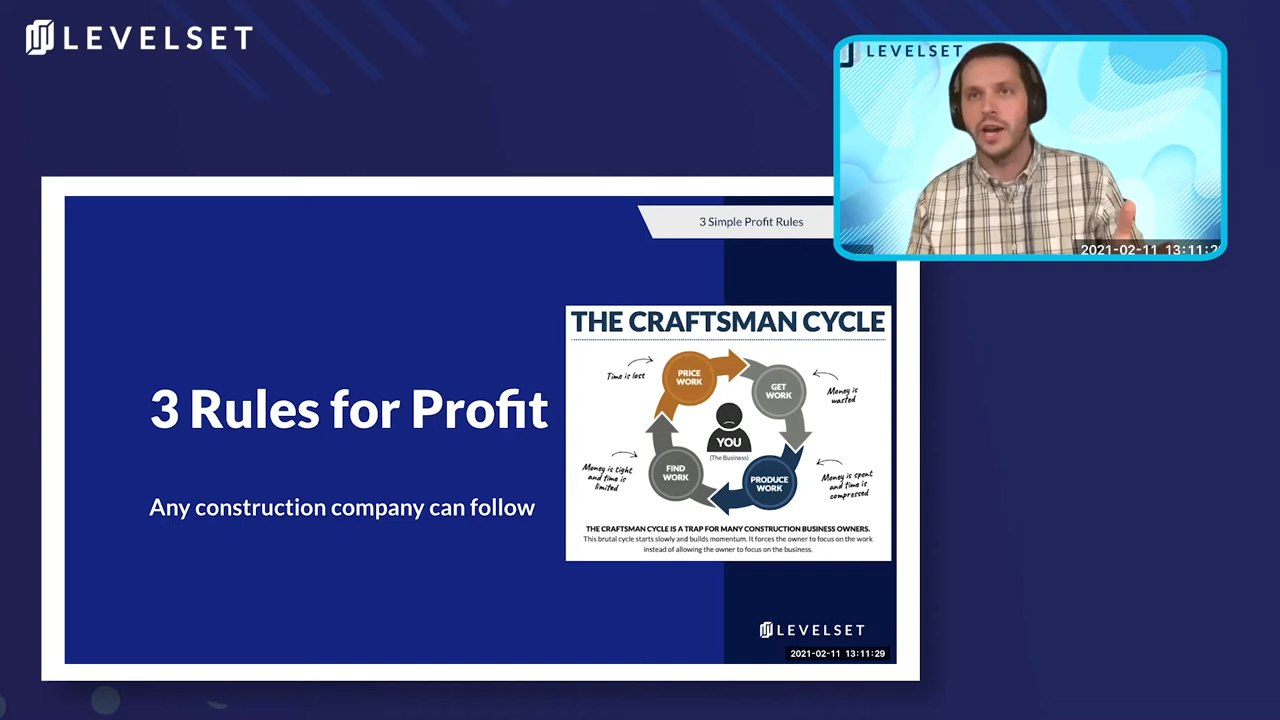 LEVELSET
LEVELSET
2021-02-11 13:11:29
3 Simple Profit Rules
3 Rules for Profit
Any construction company can follow
THE CRAFTSMAN CYCLE
Time is lost
PRICE
WORK
GET
WORK
Money is
wasted
YOU
(The Business)
Money is tight
and time is
limited
FIND
WORK
PRODUCE
WORK
Money is spent
and time is
compressed
THE CRAFTSMAN CYCLE IS A TRAP FOR MANY CONSTRUCTION BUSINESS OWNERS.
This brutal cycle starts slowly and builds momentum. It forces the owner to focus on the work
instead of allowing the owner to focus on the business.
LEVELSET
2021-02-11 13:11:29